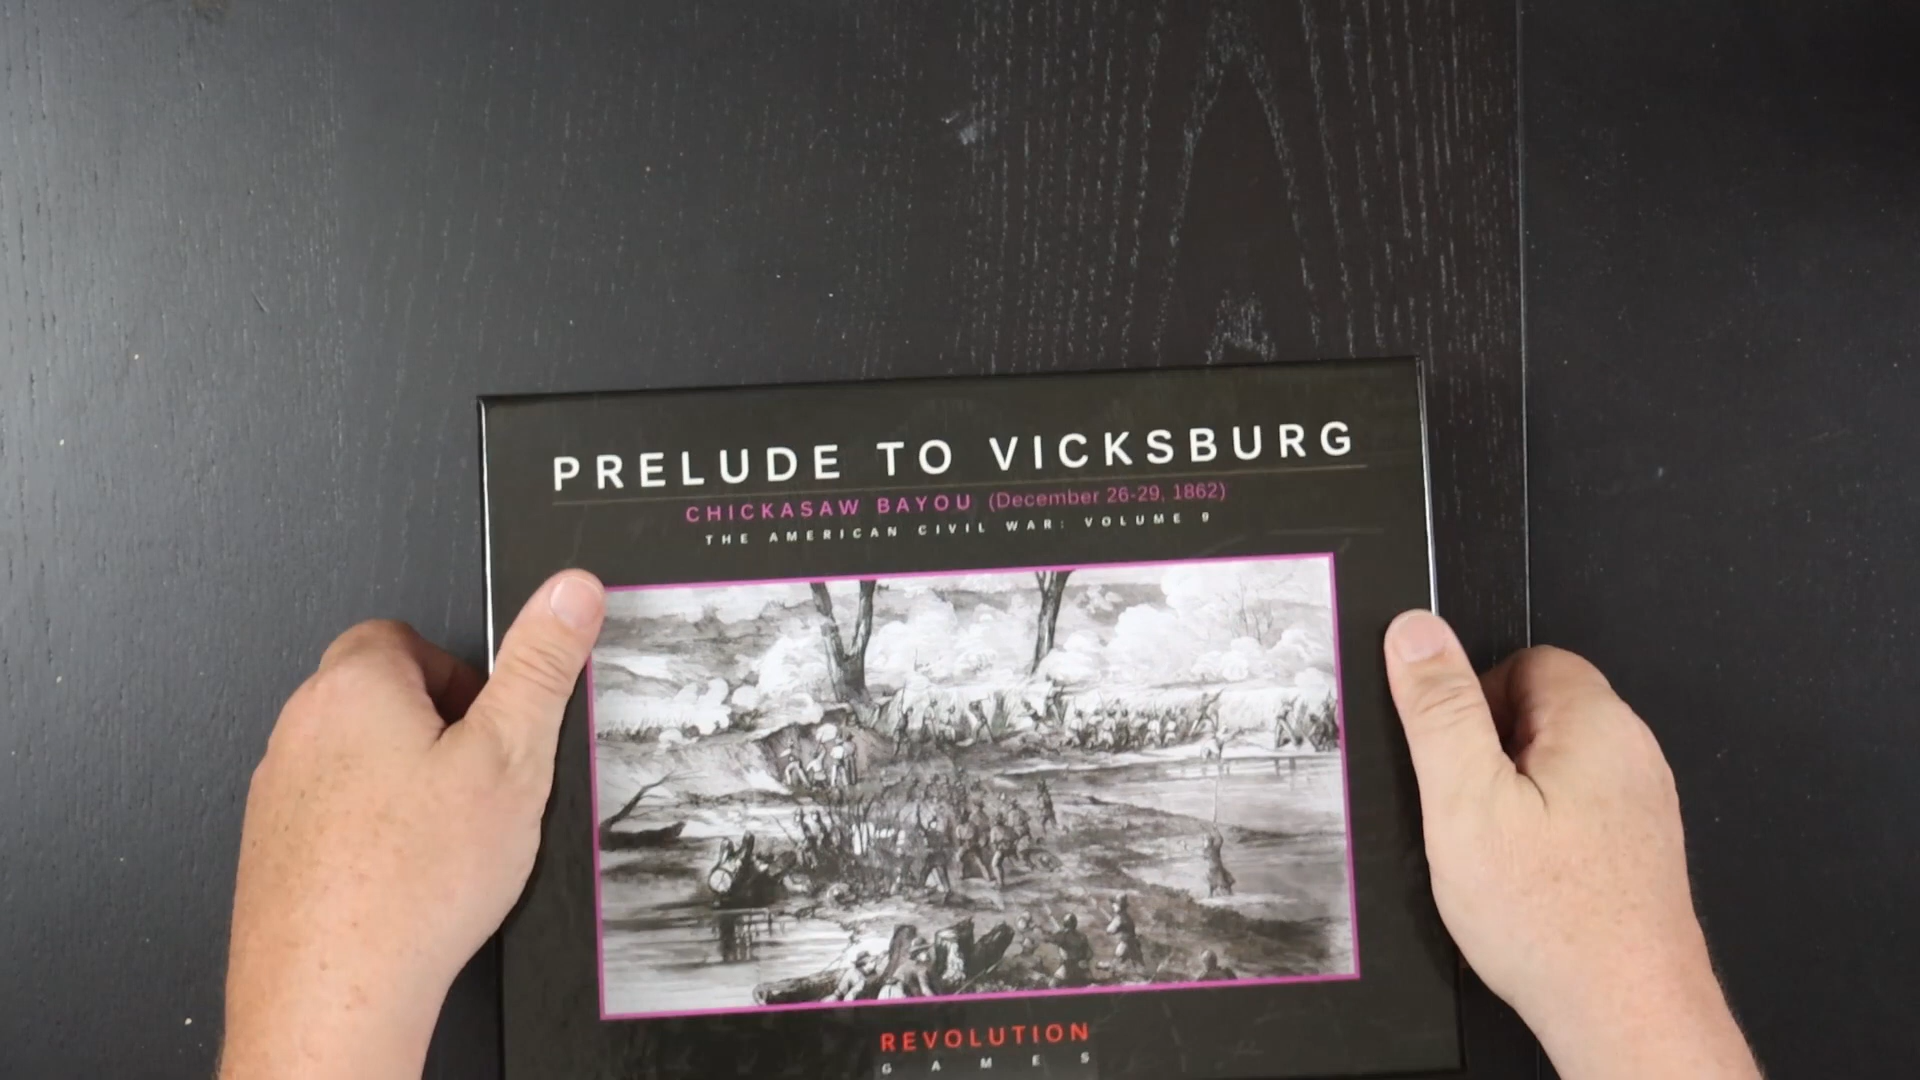 PRELUDE TO VICKSBURG
CHICKASAW BAYOU (December 26-29, 1862)
THE AMERICAN CIVIL WAR: VOLUME 9
REVOLUTION
GAMES